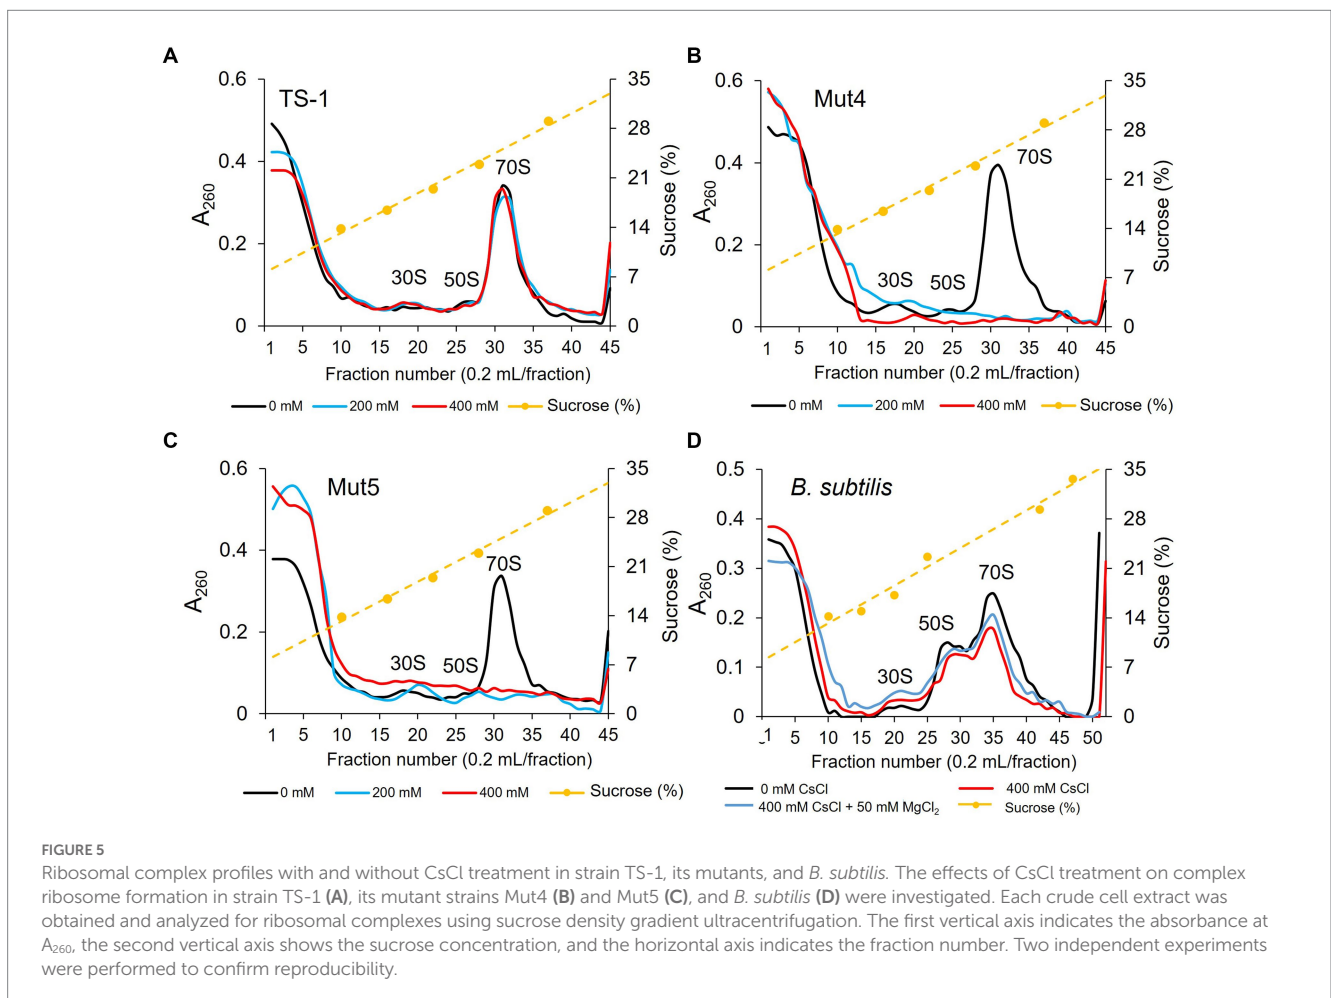 A
B
0.6
TS-1
0.4
0.2
0
A260
70S
30S
50S
35
28
21
14
7
0
Sucrose (%)
1 5 10 15 20 25 30 35 40 45
Fraction number (0.2 mL/fraction)
0 mM 200 mM 400 mM Sucrose (%)
0.6
Mut4
0.4
0.2
0
A260
70S
30S
50S
35
28
21
14
7
0
Sucrose (%)
1 5 10 15 20 25 30 35 40 45
Fraction number (0.2 mL/fraction)
0 mM 200 mM 400 mM Sucrose (%)
C
D
0.6
Mut5
0.4
0.2
0
A260
70S
30S
50S
35
28
21
14
7
0
Sucrose (%)
1 5 10 15 20 25 30 35 40 45
Fraction number (0.2 mL/fraction)
0 mM 200 mM 400 mM Sucrose (%)
0.5
B. subtilis
0.4
0.3
0.2
0.1
0
A260
70S
50S
30S
35
28
21
14
7
0
Sucrose (%)
1 5 10 15 20 25 30 35 40 45 50
Fraction number (0.2 mL/fraction)
0 mM CsCl 400 mM CsCl
400 mM CsCl + 50 mM MgCl2 Sucrose (%)
FIGURE 5
Ribosomal complex profiles with and without CsCl treatment in strain TS-1, its mutants, and B. subtilis. The effects of CsCl treatment on complex
ribosome formation in strain TS-1 (A), its mutant strains Mut4 (B) and Mut5 (C), and B. subtilis (D) were investigated. Each crude cell extract was
obtained and analyzed for ribosomal complexes using sucrose density gradient ultracentrifugation. The first vertical axis indicates the absorbance at
A260, the second vertical axis shows the sucrose concentration, and the horizontal axis indicates the fraction number. Two independent experiments
were performed to confirm reproducibility.